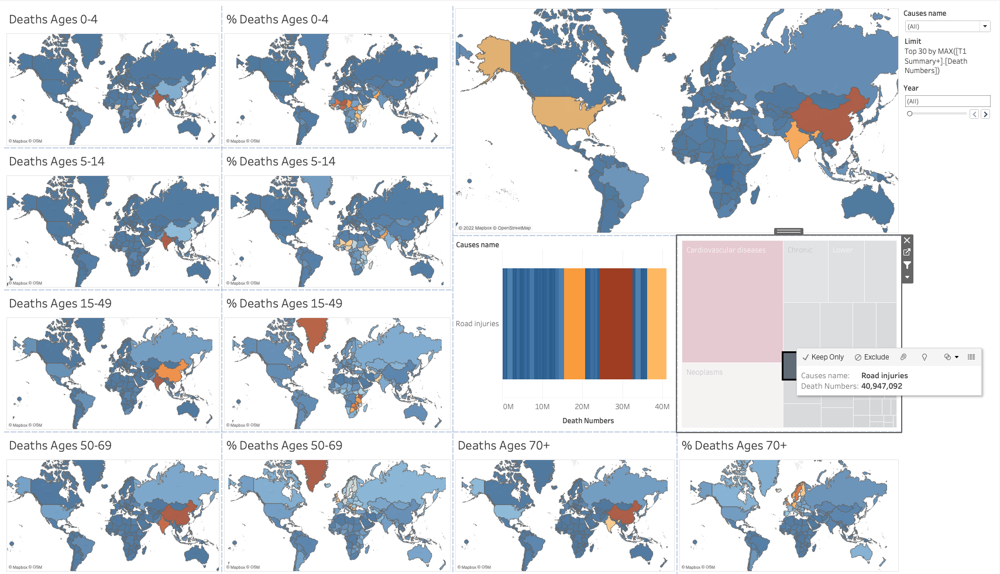 Deaths Ages 0-4
% Deaths Ages 0-4
© Mapbox © OSM
© Mapbox © OSM
Deaths Ages 5-14
% Deaths Ages 5-14
© Mapbox © OSM
© Mapbox © OSM
Deaths Ages 15-49
% Deaths Ages 15-49
© Mapbox © OSM
© Mapbox © OSM
Deaths Ages 50-69
% Deaths Ages 50-69
© Mapbox © OSM
© Mapbox © OSM
© 2022 Mapbox © OpenStreetMap
Causes name
(All)
Limit
Top 30 by MAX([T1
Summary+].[Death
Numbers])
Year
(All)
Causes name
Road injuries
0M 10M 20M 30M 40M
Death Numbers
Cardiovascular diseases
Chronic
Lower
Neoplasms
Keep Only
Exclude
Causes name: Road injuries
Death Numbers: 40,947,092
Deaths Ages 70+
% Deaths Ages 70+
© Mapbox © OSM
© Mapbox © OSM